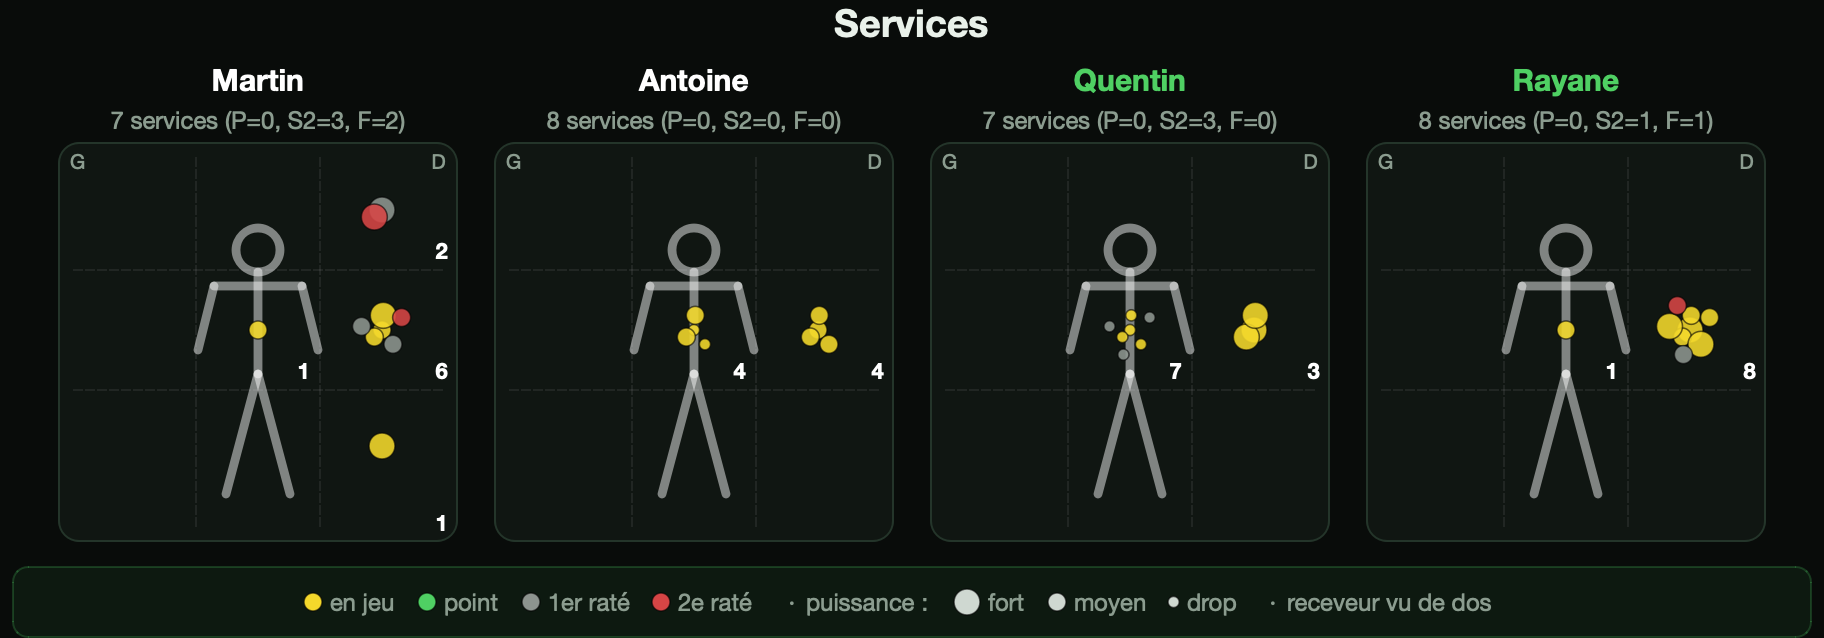 Services
Martin
7 services (P=0, S2=3, F=2)
G
D
2
1
6
1
Antoine
8 services (P=0, S2=0, F=0)
G
D
4
4
Quentin
7 services (P=0, S2=3, F=0)
G
D
7
3
Rayane
8 services (P=0, S2=1, F=1)
G
D
1
8
en jeu point 1er raté 2e raté · puissance : fort moyen drop · receveur vu de dos